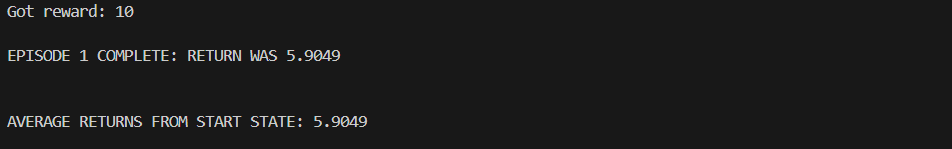 Got reward: 10
EPISODE 1 COMPLETE: RETURN WAS 5.9049
AVERAGE RETURNS FROM START STATE: 5.9049